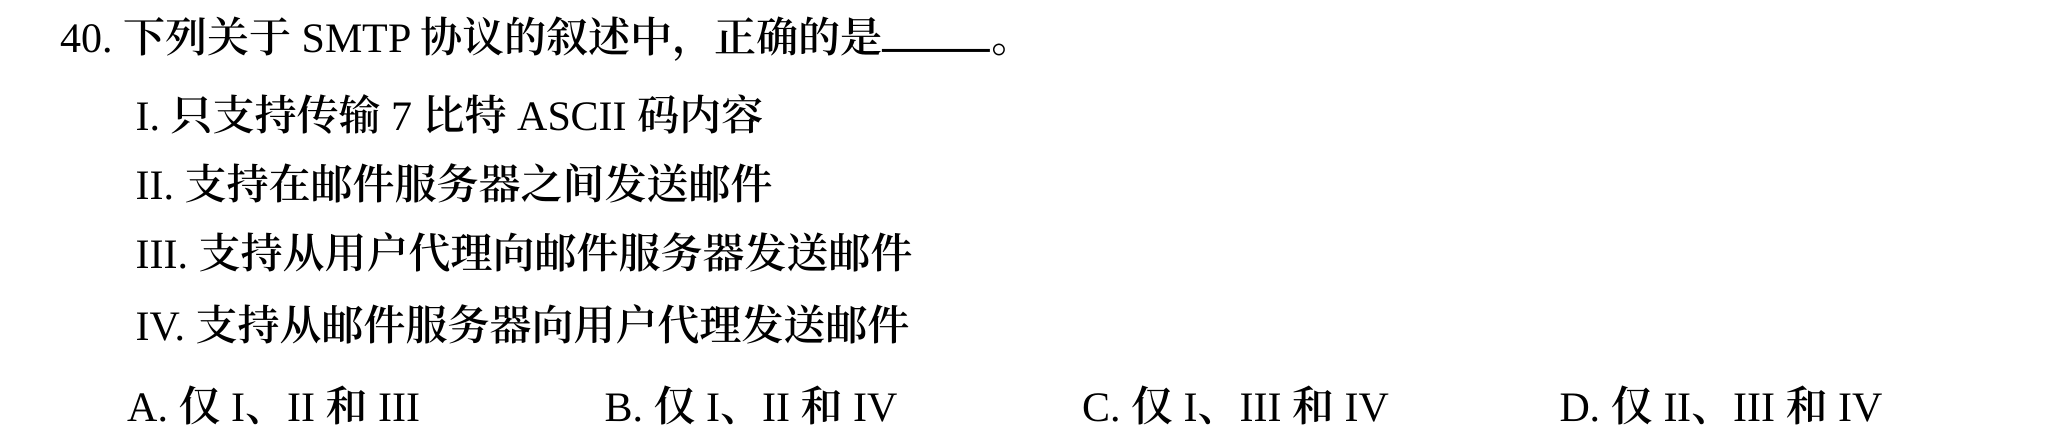 40. 下列关于 SMTP 协议的叙述中，正确的是_____。
I. 只支持传输 7 比特 ASCII 码内容
II. 支持在邮件服务器之间发送邮件
III. 支持从用户代理向邮件服务器发送邮件
IV. 支持从邮件服务器向用户代理发送邮件
A. 仅 I、II 和 III B. 仅 I、II 和 IV C. 仅 I、III 和 IV D. 仅 II、III 和 IV